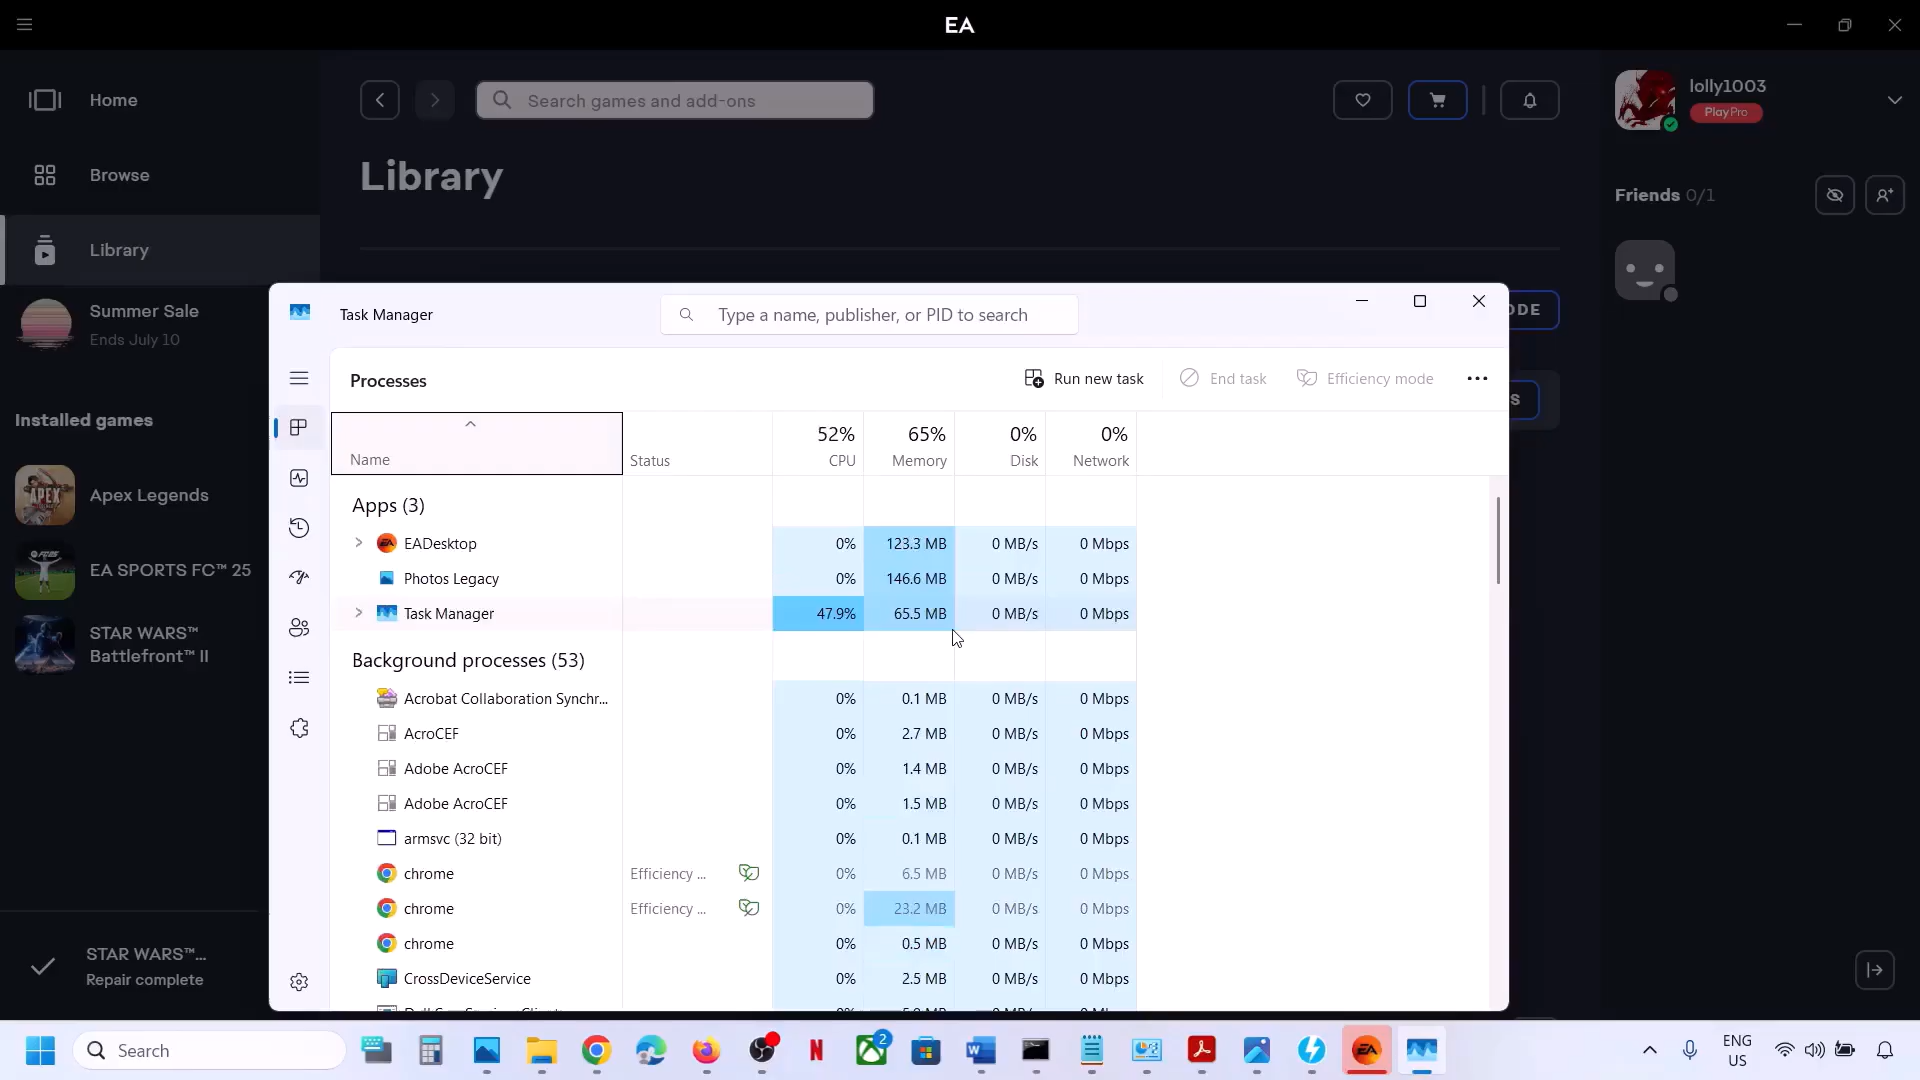 EA
Home
Search games and add-ons
lolly1003
PlayPro
Browse
Library
Friends 0/1
Library
Summer Sale
Ends July 10
Task Manager
Type a name, publisher, or PID to search
Processes
Run new task
End task
Efficiency mode
Installed games
52% 65% 0% 0%
Name Status CPU Memory Disk Network
Apps (3)
Apex Legends
EADesktop 0% 123.3 MB 0 MB/s 0 Mbps
EA SPORTS FC™ 25
Photos Legacy 0% 146.6 MB 0 MB/s 0 Mbps
Task Manager 47.9% 65.5 MB 0 MB/s 0 Mbps
STAR WARS™
Battlefront™ II
Background processes (53)
Acrobat Collaboration Synchr... 0% 0.1 MB 0 MB/s 0 Mbps
AcroCEF 0% 2.7 MB 0 MB/s 0 Mbps
Adobe AcroCEF 0% 1.4 MB 0 MB/s 0 Mbps
Adobe AcroCEF 0% 1.5 MB 0 MB/s 0 Mbps
armsvc (32 bit) 0% 0.1 MB 0 MB/s 0 Mbps
chrome Efficiency ... 0% 6.5 MB 0 MB/s 0 Mbps
chrome Efficiency ... 0% 23.2 MB 0 MB/s 0 Mbps
chrome 0% 0.5 MB 0 MB/s 0 Mbps
CrossDeviceService 0% 2.5 MB 0 MB/s 0 Mbps
STAR WARS™...
Repair complete
Search
2
ENG
US